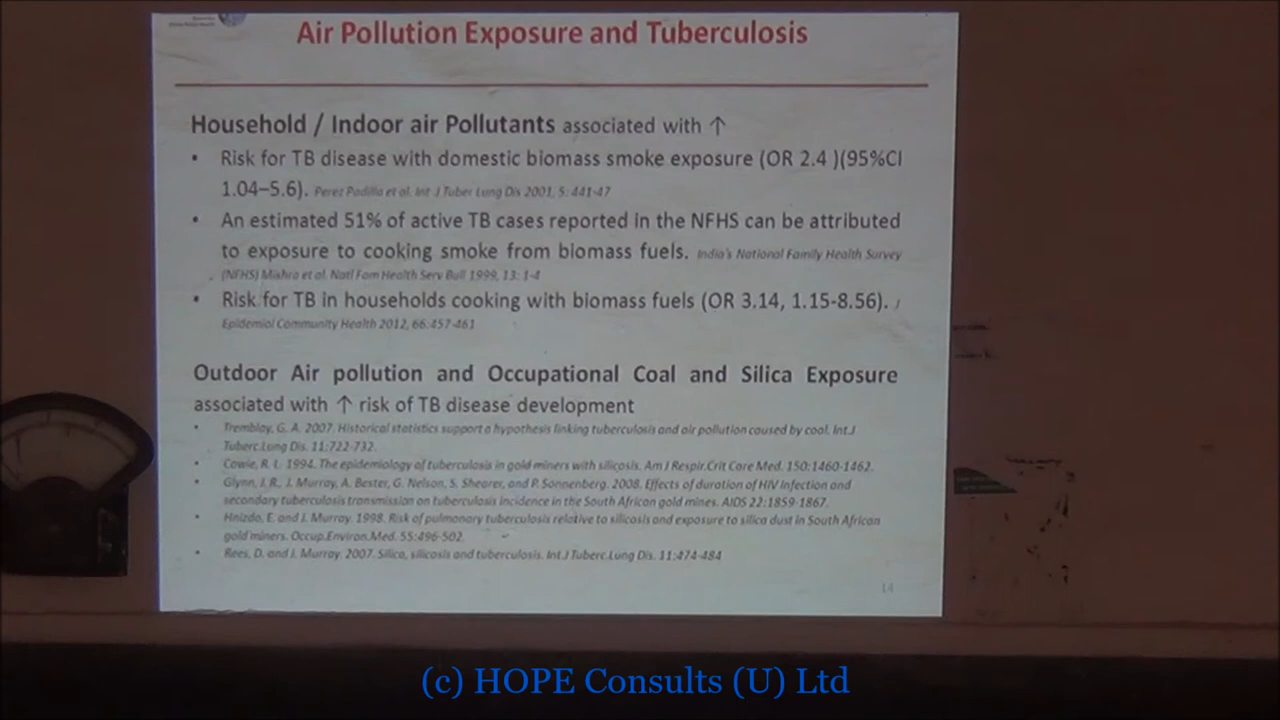 Air Pollution Exposure and Tuberculosis
Household / Indoor air Pollutants associated with ↑
• Risk for TB disease with domestic biomass smoke exposure (OR 2.4 )(95%CI
1.04–5.6). Perez Padilla et al. Int J Tuber Lung Dis 2001, 5: 441-47
• An estimated 51% of active TB cases reported in the NFHS can be attributed
to exposure to cooking smoke from biomass fuels. India's National Family Health Survey
(NFHS) Mishra et al. Natl Fam Health Serv Bull 1999, 13: 1-4
• Risk for TB in households cooking with biomass fuels (OR 3.14, 1.15-8.56). J
Epidemiol Community Health 2012, 66:457-461
Outdoor Air pollution and Occupational Coal and Silica Exposure
associated with ↑ risk of TB disease development
• Tremblay, G. A. 2007. Historical statistics support a hypothesis linking tuberculosis and air pollution caused by coal. Int.J
Tuberc.Lung Dis. 11:722-732.
• Cowie, R. L. 1994. The epidemiology of tuberculosis in gold miners with silicosis. Am J Respir.Crit Care Med. 150:1460-1462.
• Glynn, J. R., J. Murray, A. Bester, G. Nelson, S. Shearer, and P. Sonnenberg. 2008. Effects of duration of HIV infection and
secondary tuberculosis transmission on tuberculosis incidence in the South African gold mines. AIDS 22:1859-1867.
• Hnizdo, E. and J. Murray. 1998. Risk of pulmonary tuberculosis relative to silicosis and exposure to silica dust in South African
gold miners. Occup.Environ.Med. 55:496-502.
• Rees, D. and J. Murray. 2007. Silica, silicosis and tuberculosis. Int.J Tuberc.Lung Dis. 11:474-484
14
(c) HOPE Consults (U) Ltd